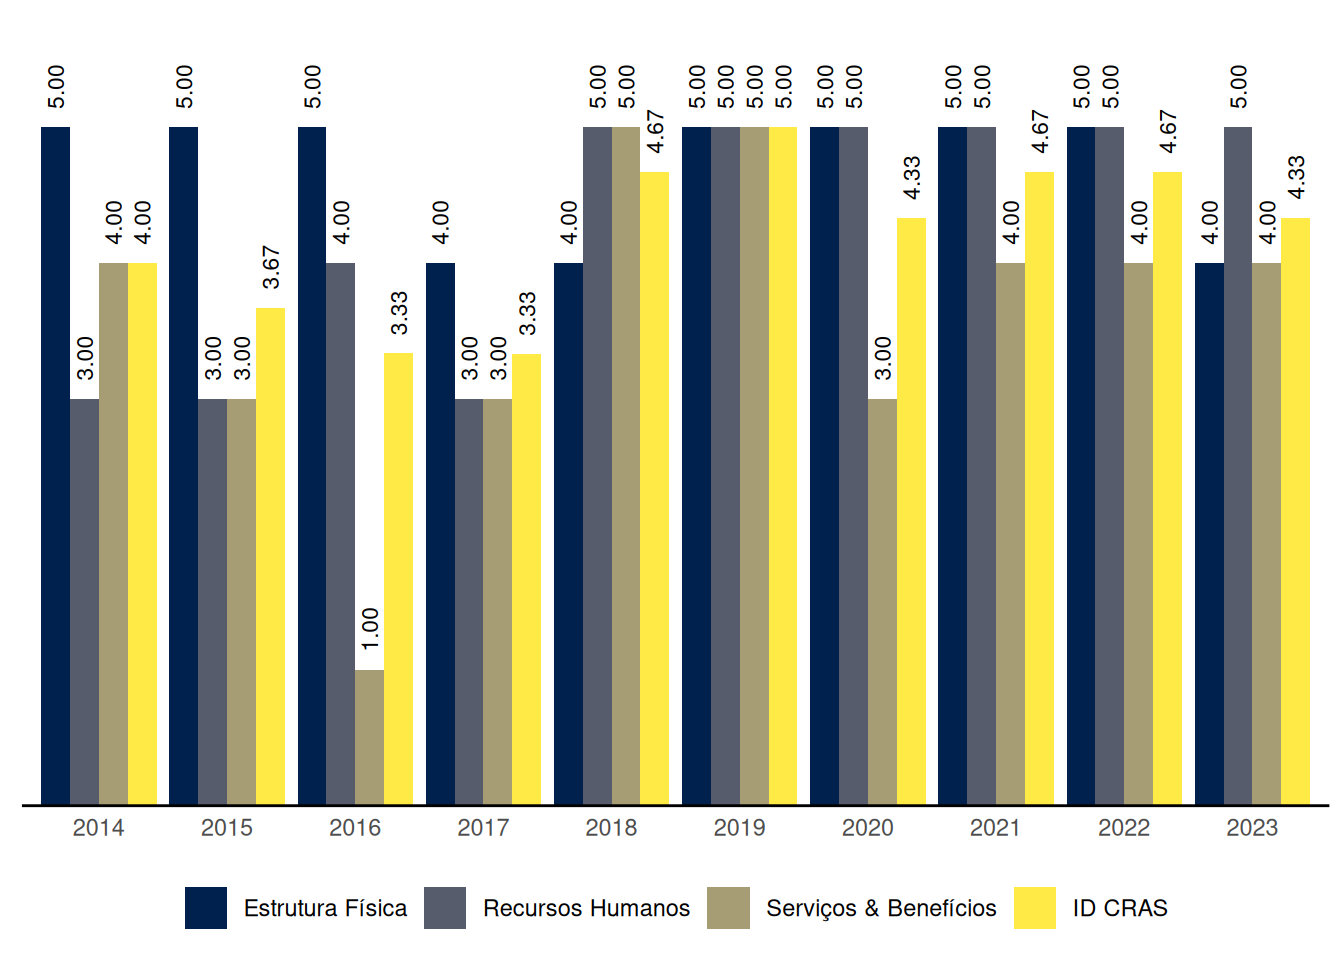 5.00 3.00 4.00 4.00 5.00 3.00 3.00 3.67 5.00 4.00 1.00 3.33 4.00 3.00 3.00 3.33 4.00 5.00 5.00 4.67 5.00 5.00 5.00 5.00 5.00 5.00 3.00 4.33 5.00 5.00 4.00 4.67 5.00 5.00 4.00 4.67 4.00 5.00 4.00 4.33
2014 2015 2016 2017 2018 2019 2020 2021 2022 2023
Estrutura Física Recursos Humanos Serviços & Benefícios ID CRAS